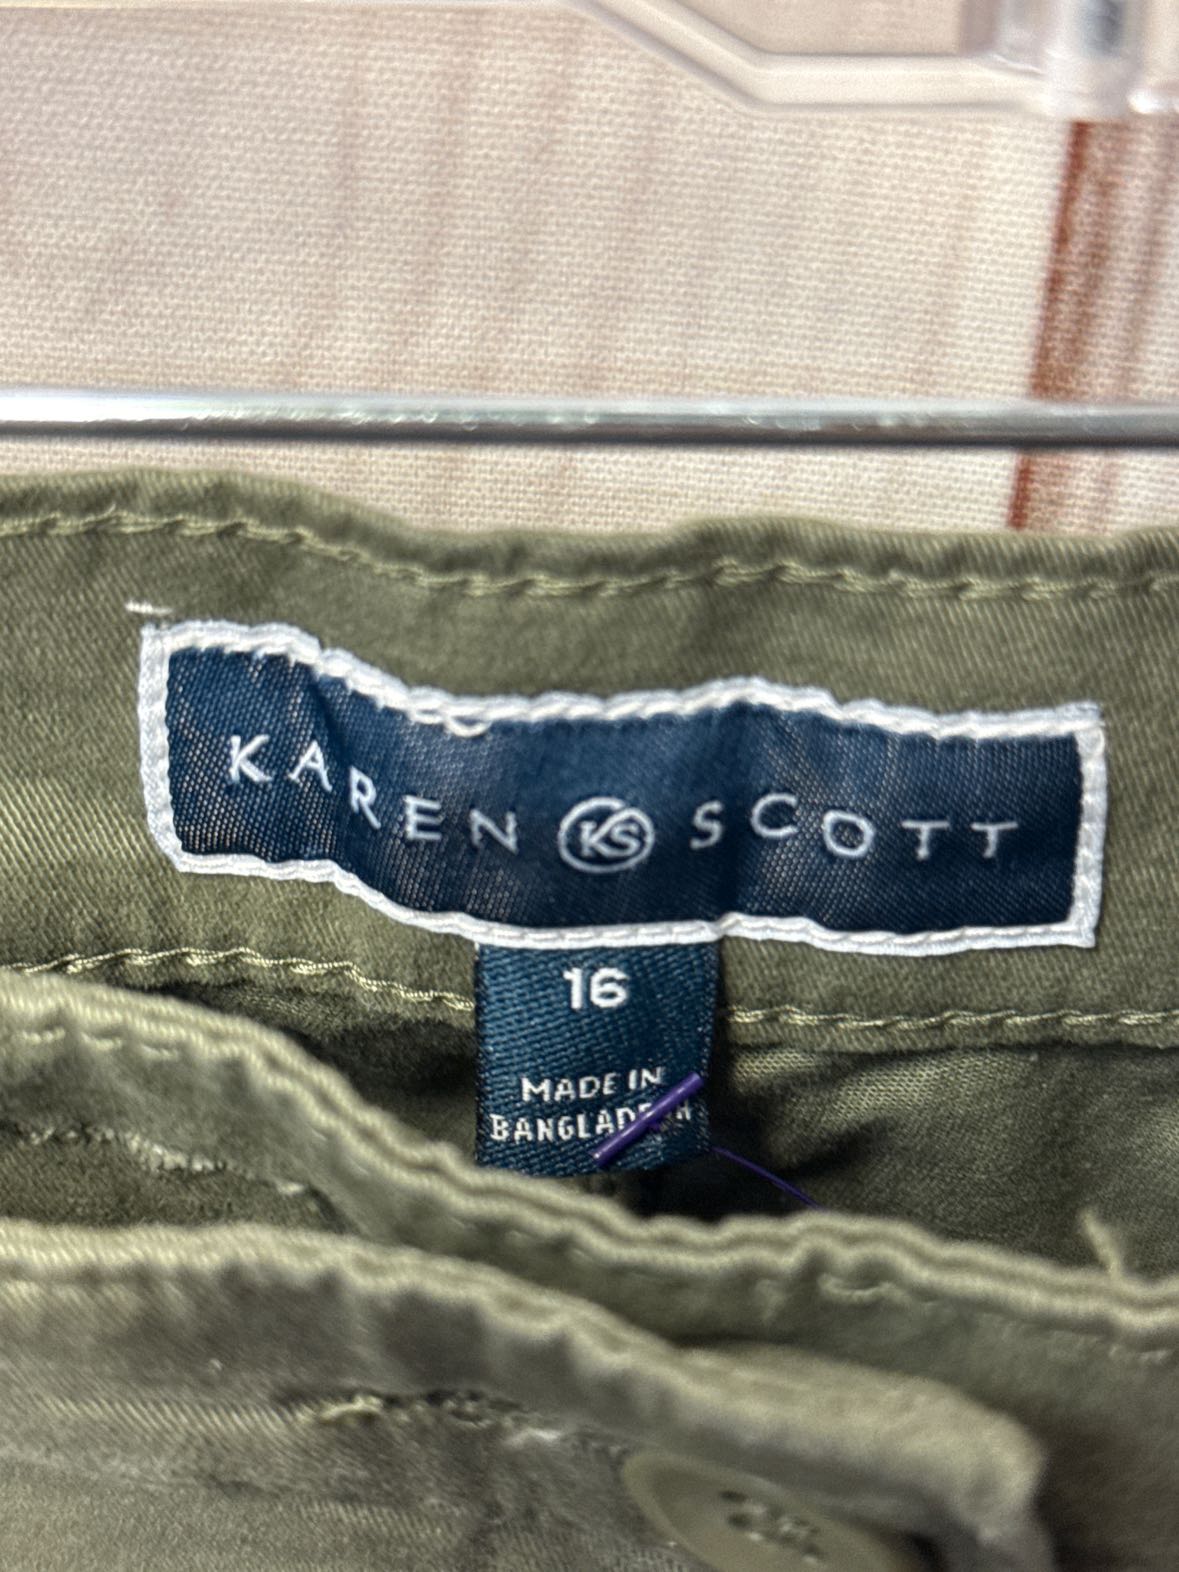 KAREN KS SCOTT
16
MADE IN
BANGLADESH